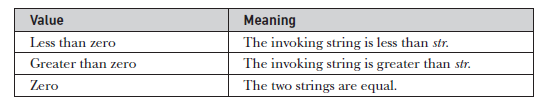 Value Meaning
Less than zero The invoking string is less than str.
Greater than zero The invoking string is greater than str.
Zero The two strings are equal.